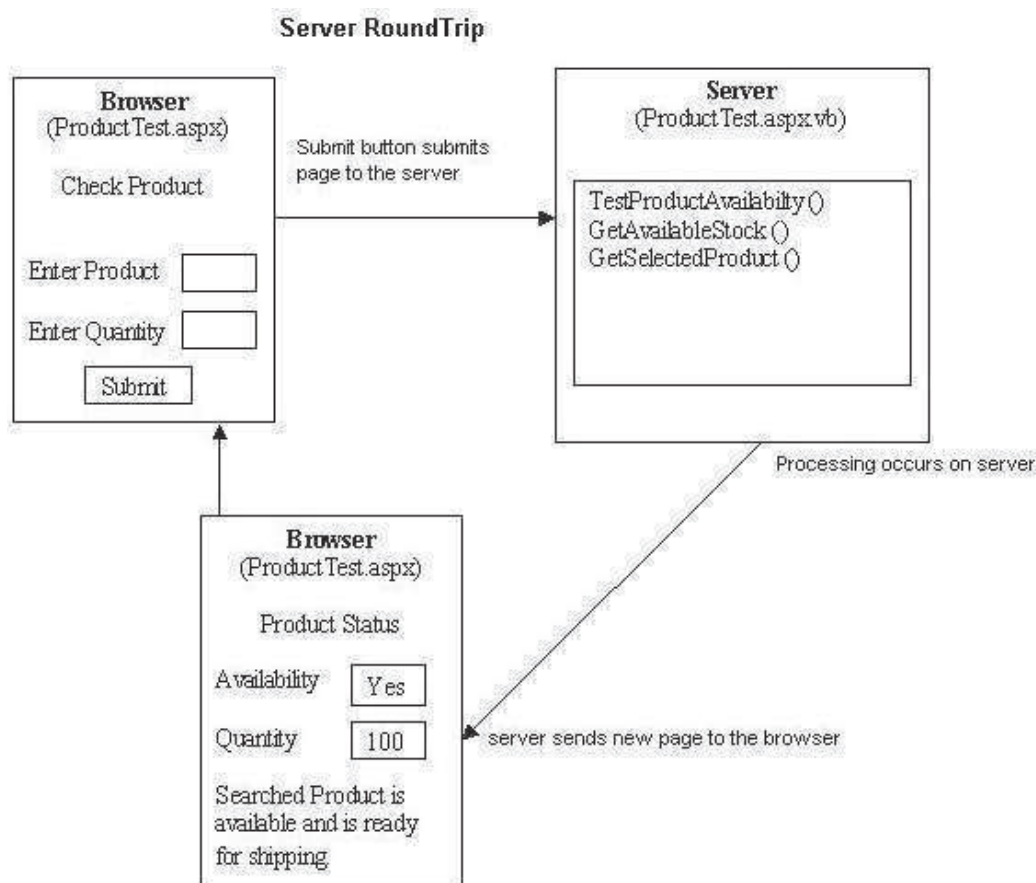 Server RoundTrip
Browser
(ProductTest.aspx)
Check Product
Enter Product
Enter Quantity
Submit
Submit button submits
page to the server
Server
(ProductTest.aspx.vb)
TestProductAvailabilty ()
GetAvailableStock ()
GetSelectedProduct ()
Processing occurs on server
Browser
(ProductTest.aspx)
Product Status
Availability Yes
Quantity 100
Searched Product is
available and is ready
for shipping
server sends new page to the browser